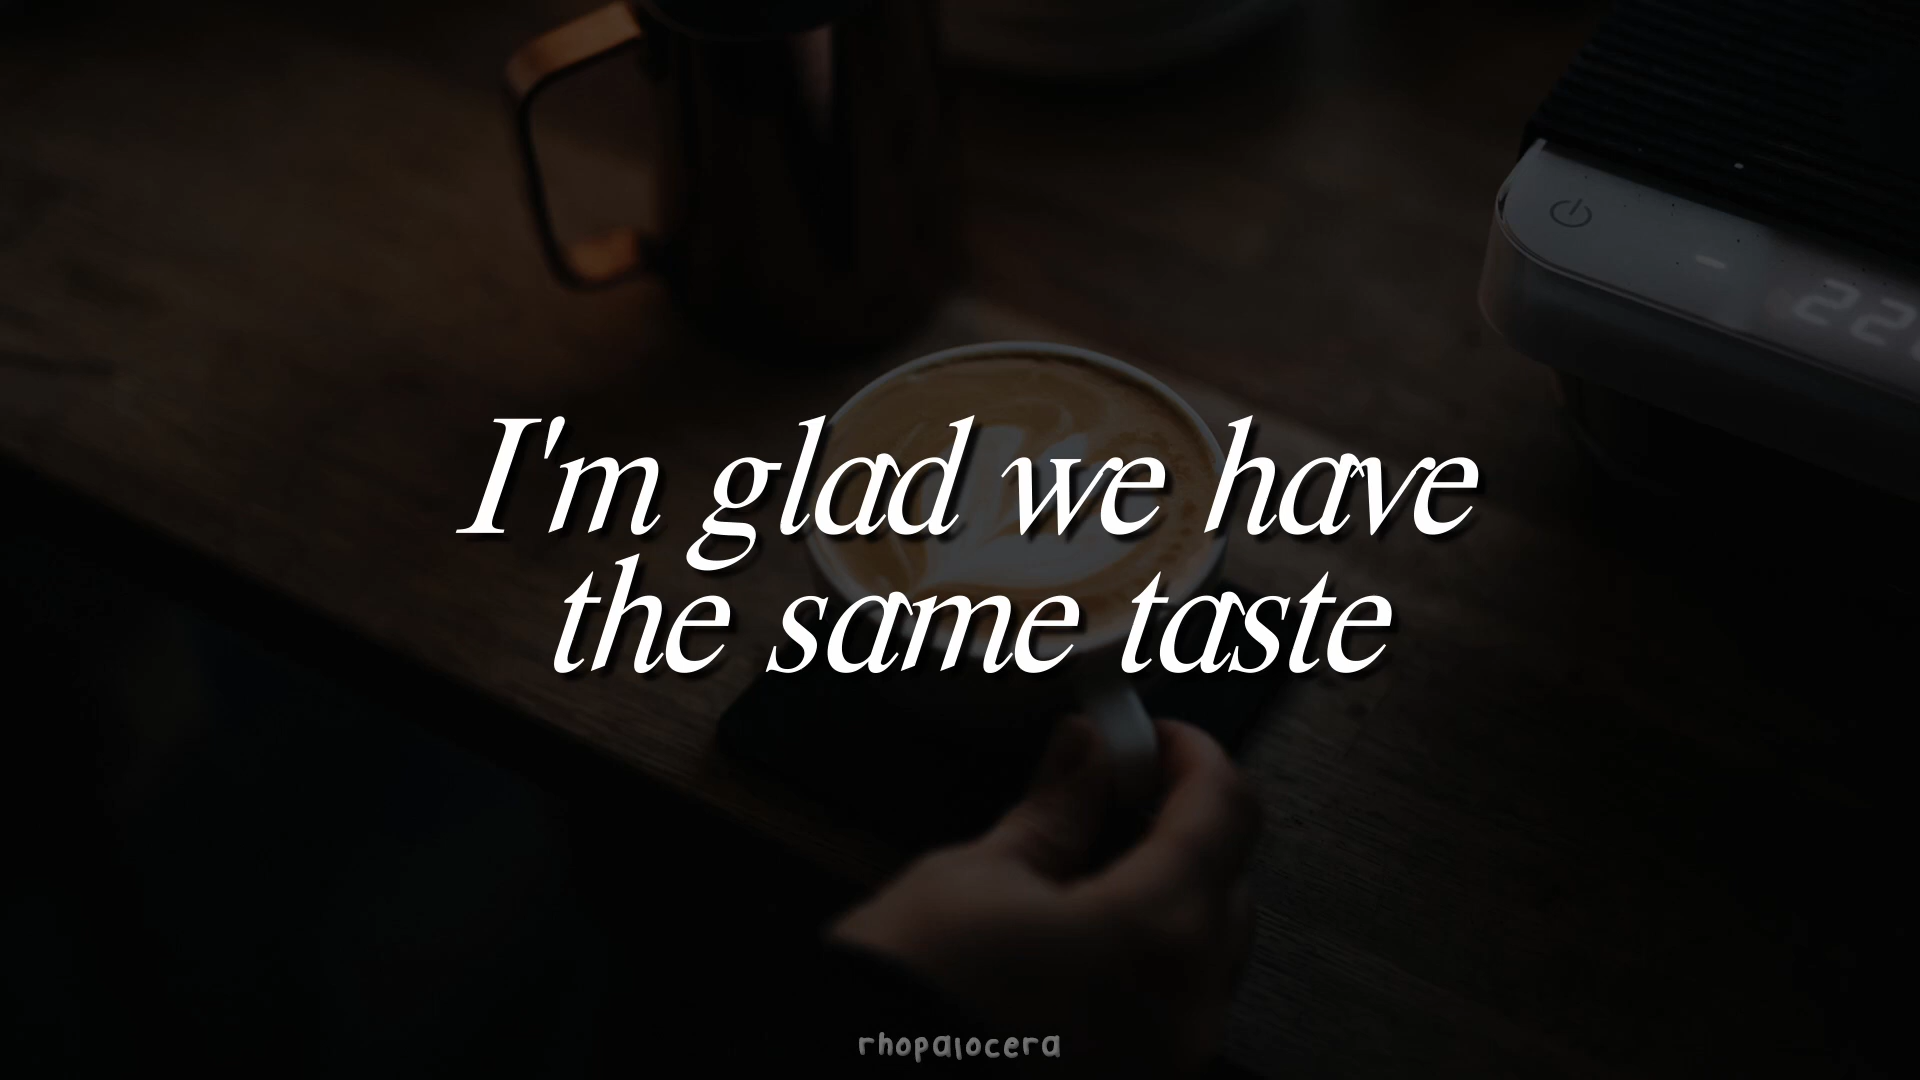 I'm glad we have
the same taste
rhopalocera